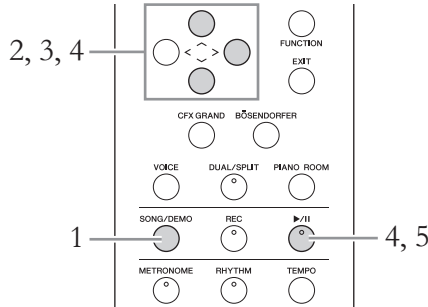 2, 3, 4
FUNCTION
EXIT
CFX GRAND BÖSENDORFER
VOICE DUAL/SPLIT PIANO ROOM
SONG/DEMO REC ▶/II
1
4, 5
METRONOME RHYTHM TEMPO